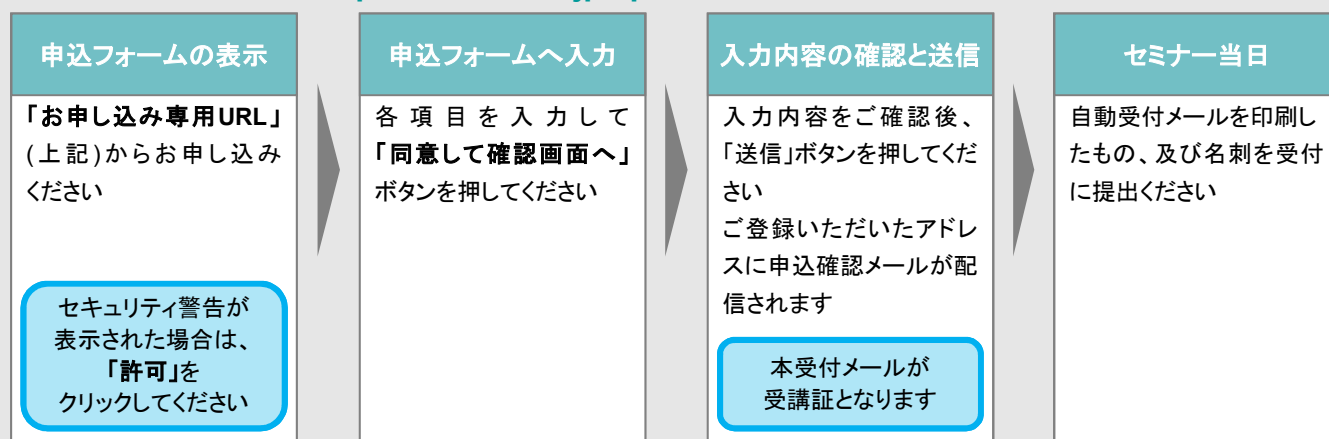 申込フォームの表示
「お申し込み専用URL」
(上記)からお申し込み
ください
セキュリティ警告が
表示された場合は、
「許可」を
クリックしてください
申込フォームへ入力
各項目を入力して
「同意して確認画面へ」
ボタンを押してください
入力内容の確認と送信
入力内容をご確認後、
「送信」ボタンを押してくだ
さい
ご登録いただいたアドレ
スに申込確認メールが配
信されます
本受付メールが
受講証となります
セミナー当日
自動受付メールを印刷し
たもの、及び名刺を受付
に提出ください